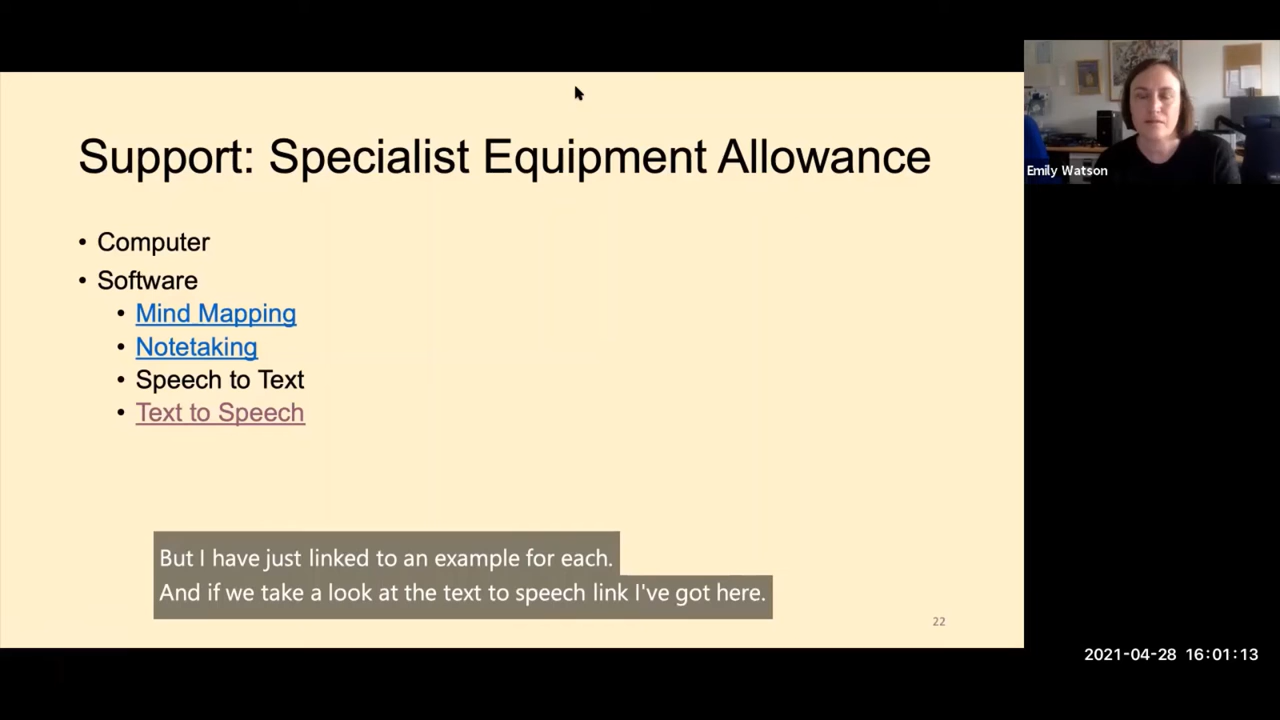 Support: Specialist Equipment Allowance
• Computer
• Software
• Mind Mapping
• Notetaking
• Speech to Text
• Text to Speech
But I have just linked to an example for each.
And if we take a look at the text to speech link I've got here.
22
Emily Watson
2021-04-28 16:01:13